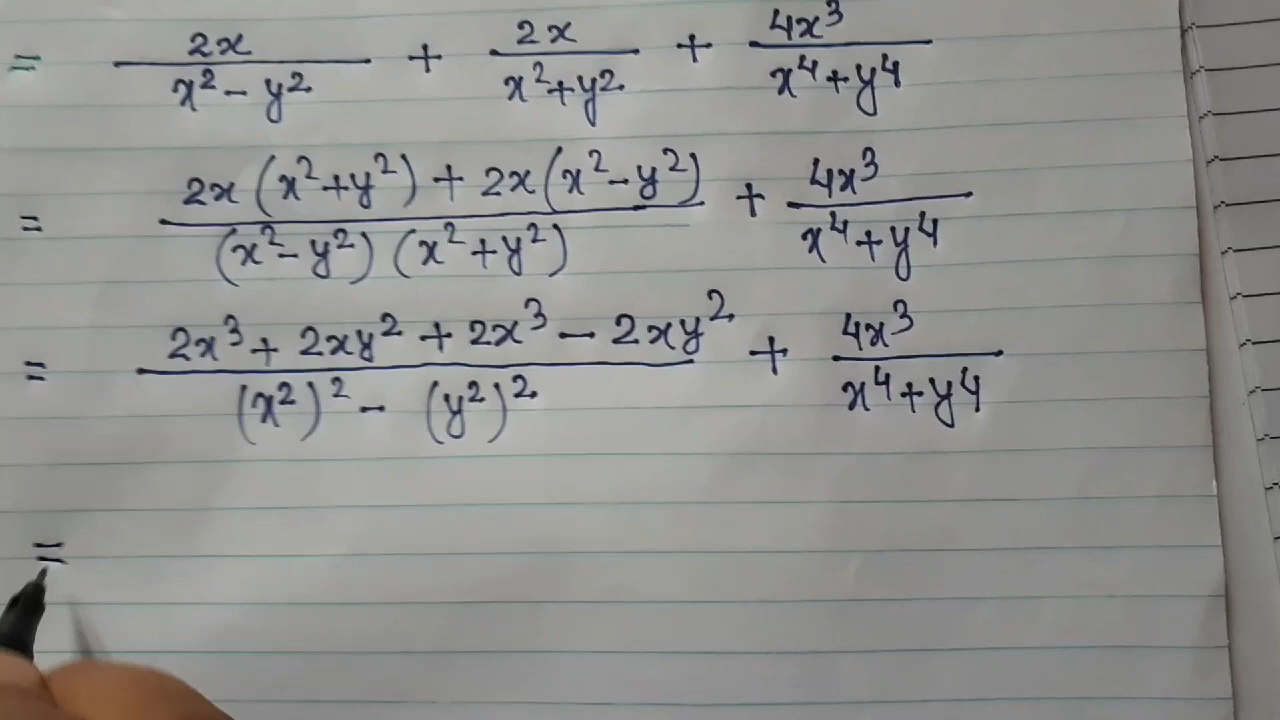 = 2x/(x² - y²) + 2x/(x² + y²) + 4x³/(x⁴ + y⁴)
= (2x(x² + y²) + 2x(x² - y²))/((x² - y²)(x² + y²)) + 4x³/(x⁴ + y⁴)
= (2x³ + 2xy² + 2x³ - 2xy²)/((x²)² - (y²)²) + 4x³/(x⁴ + y⁴)
=